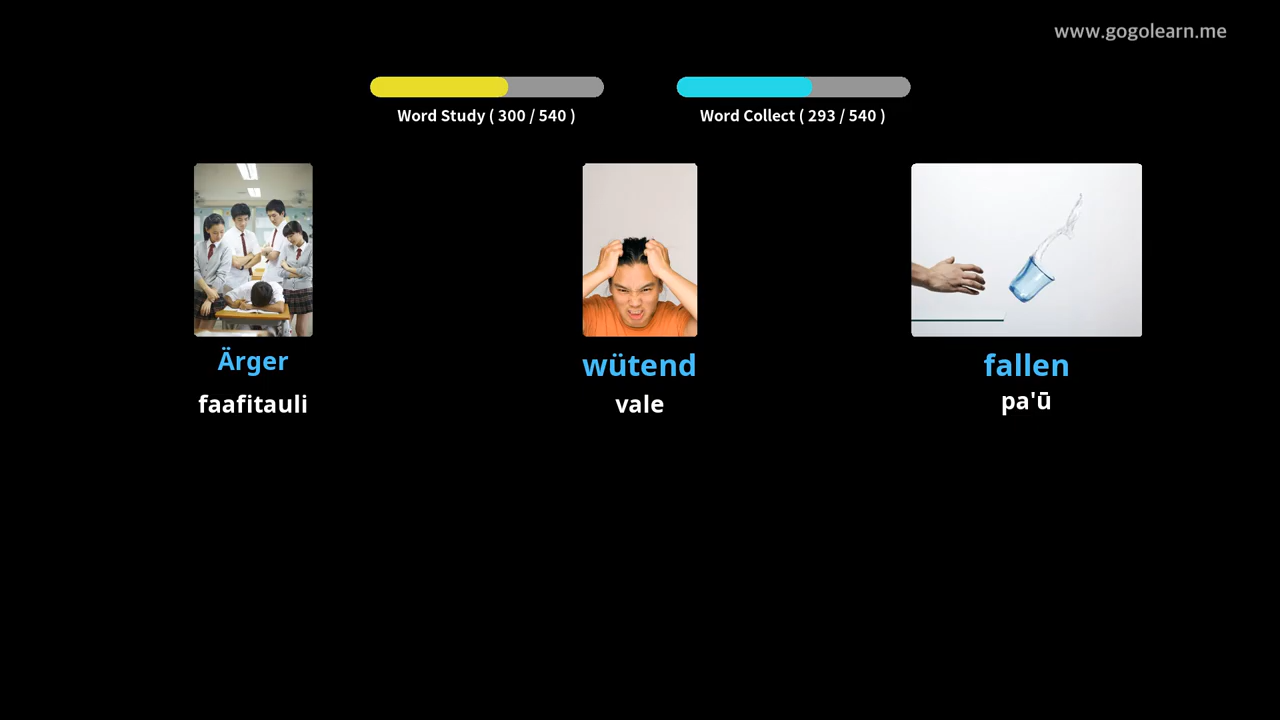 www.gogolearn.me
Word Study ( 300 / 540 )
Word Collect ( 293 / 540 )
Ärger
wütend
fallen
faafitauli
vale
pa'ū